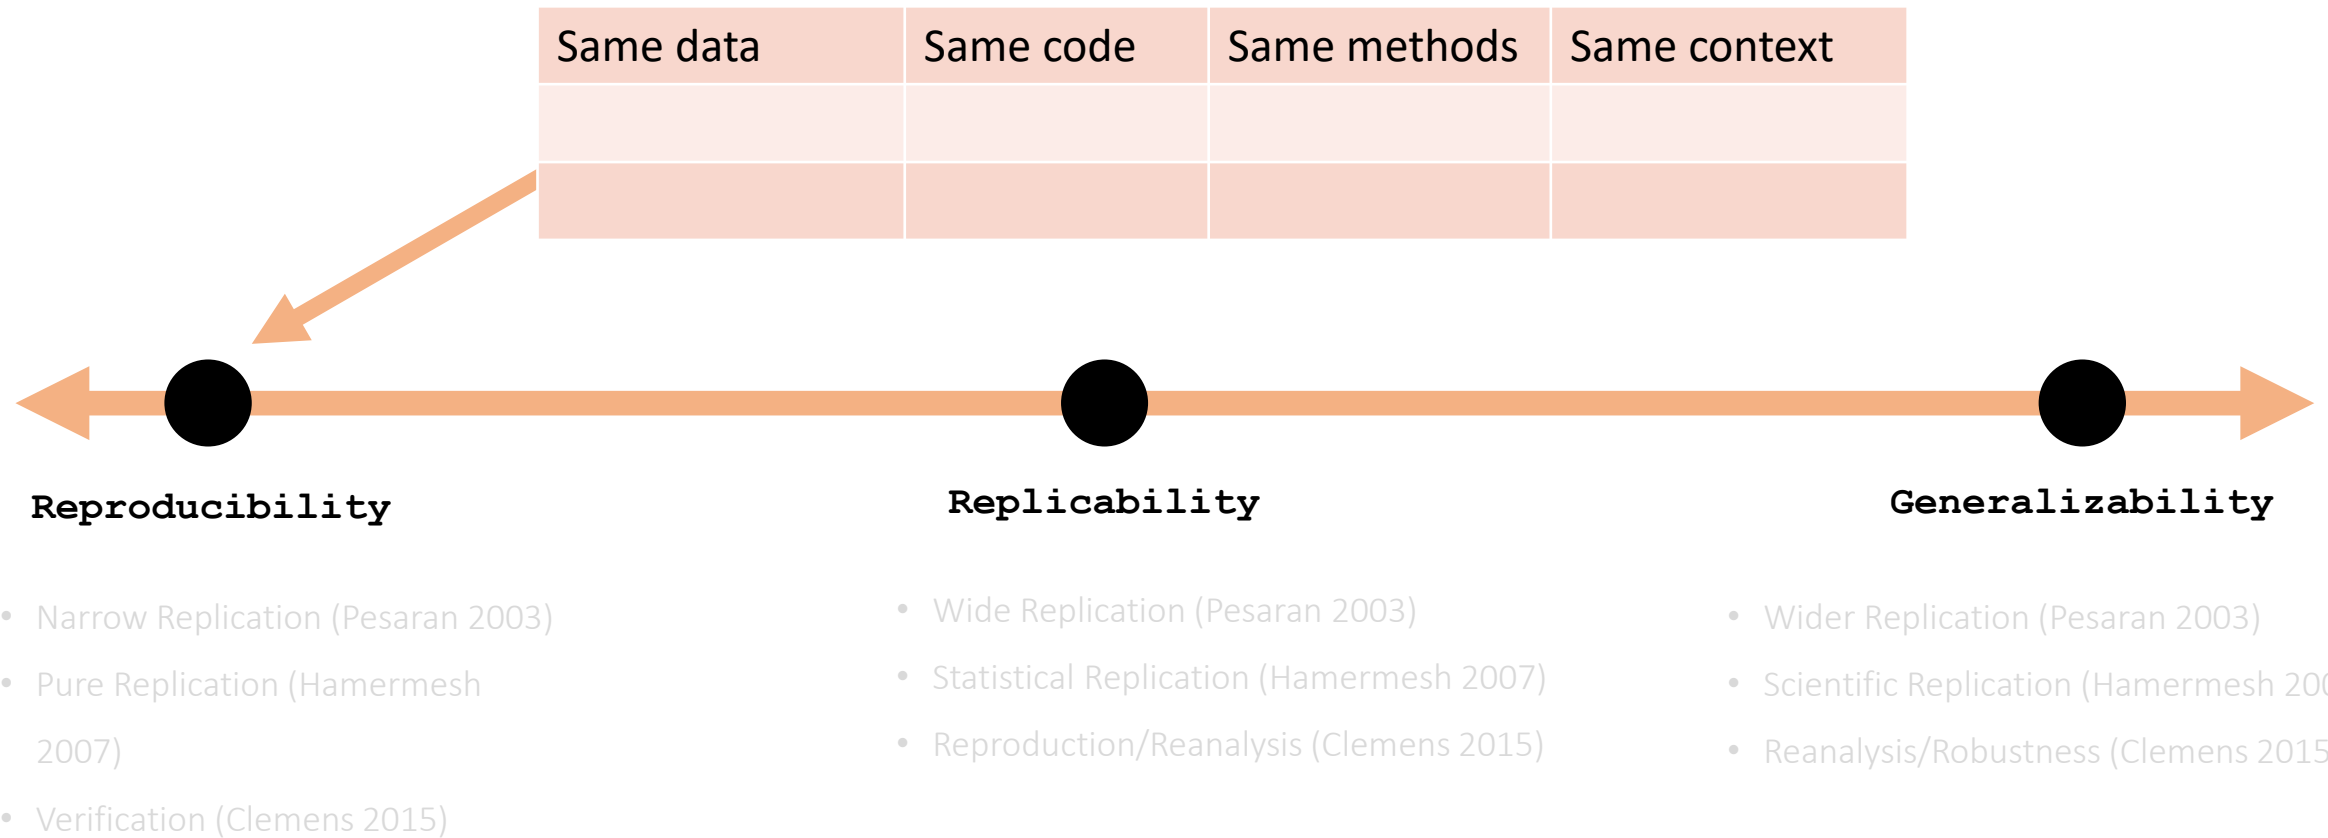 Same data
Same code
Same methods
Same context
Reproducibility
Replicability
Generalizability
• Narrow Replication (Pesaran 2003)
• Pure Replication (Hamermesh
2007)
• Verification (Clemens 2015)
• Wide Replication (Pesaran 2003)
• Statistical Replication (Hamermesh 2007)
• Reproduction/Reanalysis (Clemens 2015)
• Wider Replication (Pesaran 2003)
• Scientific Replication (Hamermesh
• Reanalysis/Robustness (Clemens 2015